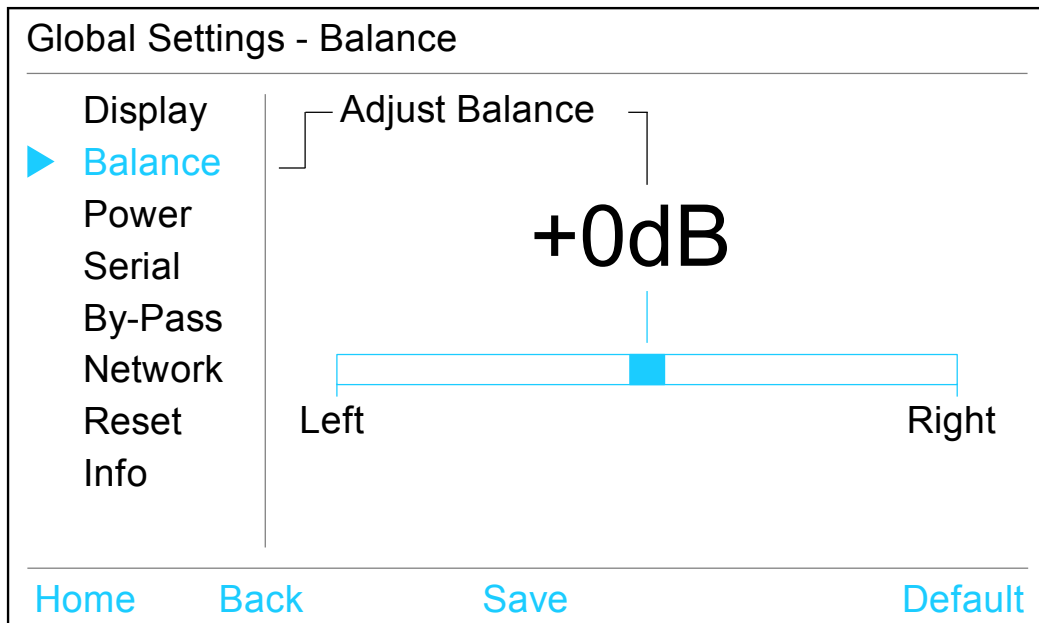 Global Settings - Balance
Display
Balance
Power
Serial
By-Pass
Network
Reset
Info
Adjust Balance
+0dB
Left Right
Home Back Save Default